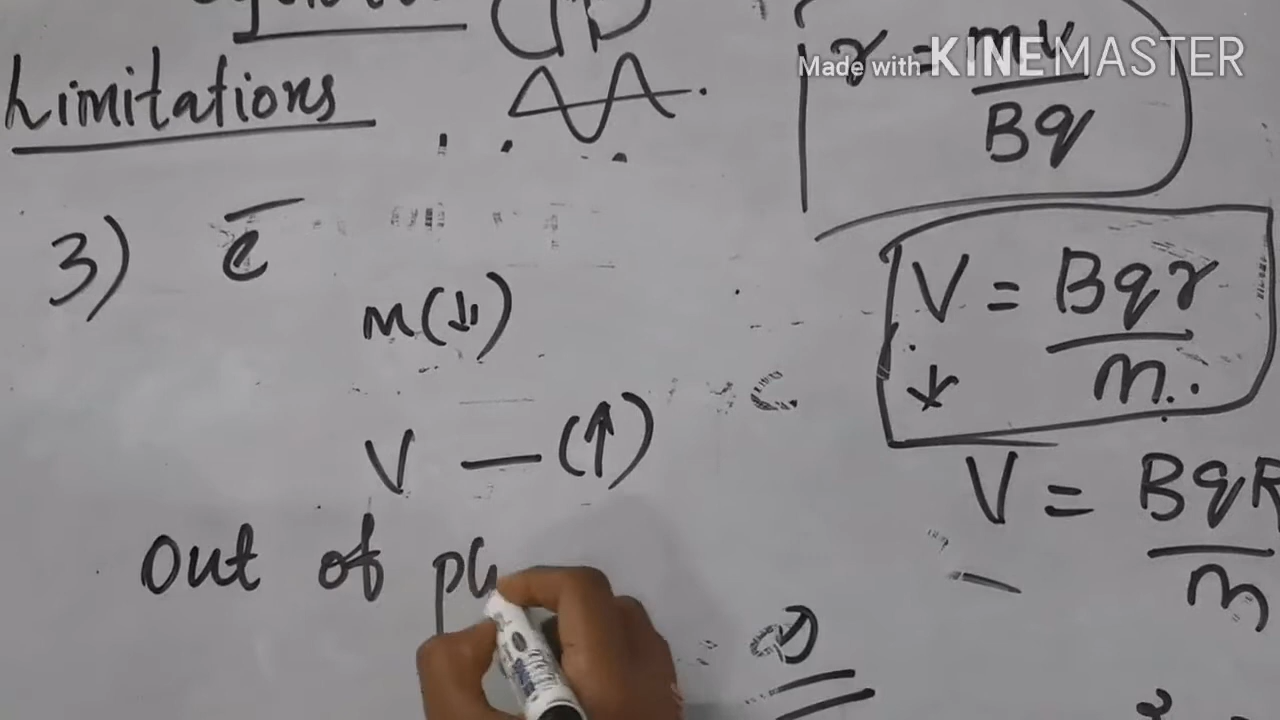 Limitations
3) e⁻
m(↓)
V — (↑)
out of ph
r = mv / Bq
Made with KINEMASTER
V = Bqr / m.
*
V = BqR / m